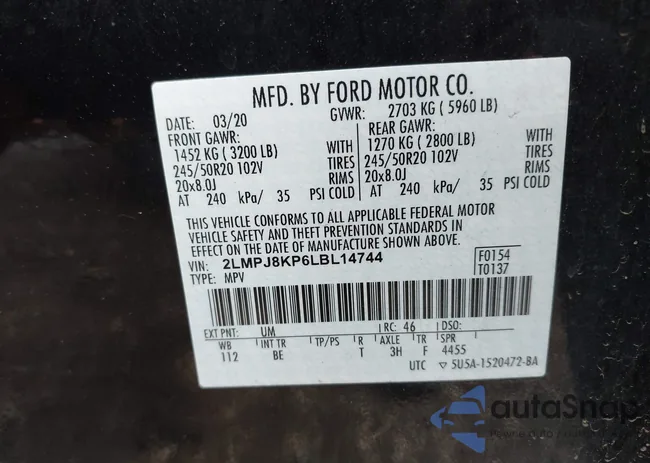 MFD. BY FORD MOTOR CO.
DATE: 03/20 GVWR: 2703 KG ( 5960 LB)
FRONT GAWR: REAR GAWR:
1452 KG ( 3200 LB) WITH 1270 KG ( 2800 LB) WITH
245/50R20 102V TIRES 245/50R20 102V TIRES
20x8.0J RIMS 20x8.0J RIMS
AT 240 kPa/ 35 PSI COLD AT 240 kPa/ 35 PSI COLD
THIS VEHICLE CONFORMS TO ALL APPLICABLE FEDERAL MOTOR
VEHICLE SAFETY AND THEFT PREVENTION STANDARDS
IN EFFECT ON THE DATE OF MANUFACTURE SHOWN ABOVE.
VIN: 2LMPJ8KP6LBL14744 F0154
TYPE: MPV T0137
EXT PNT: UM RC: 46 DSO:
WB INT TR TP/PS R AXLE TR SPR
112 BE T 3H F 4455
UTC ▽ 5U5A-1520472-BA
autoSnap